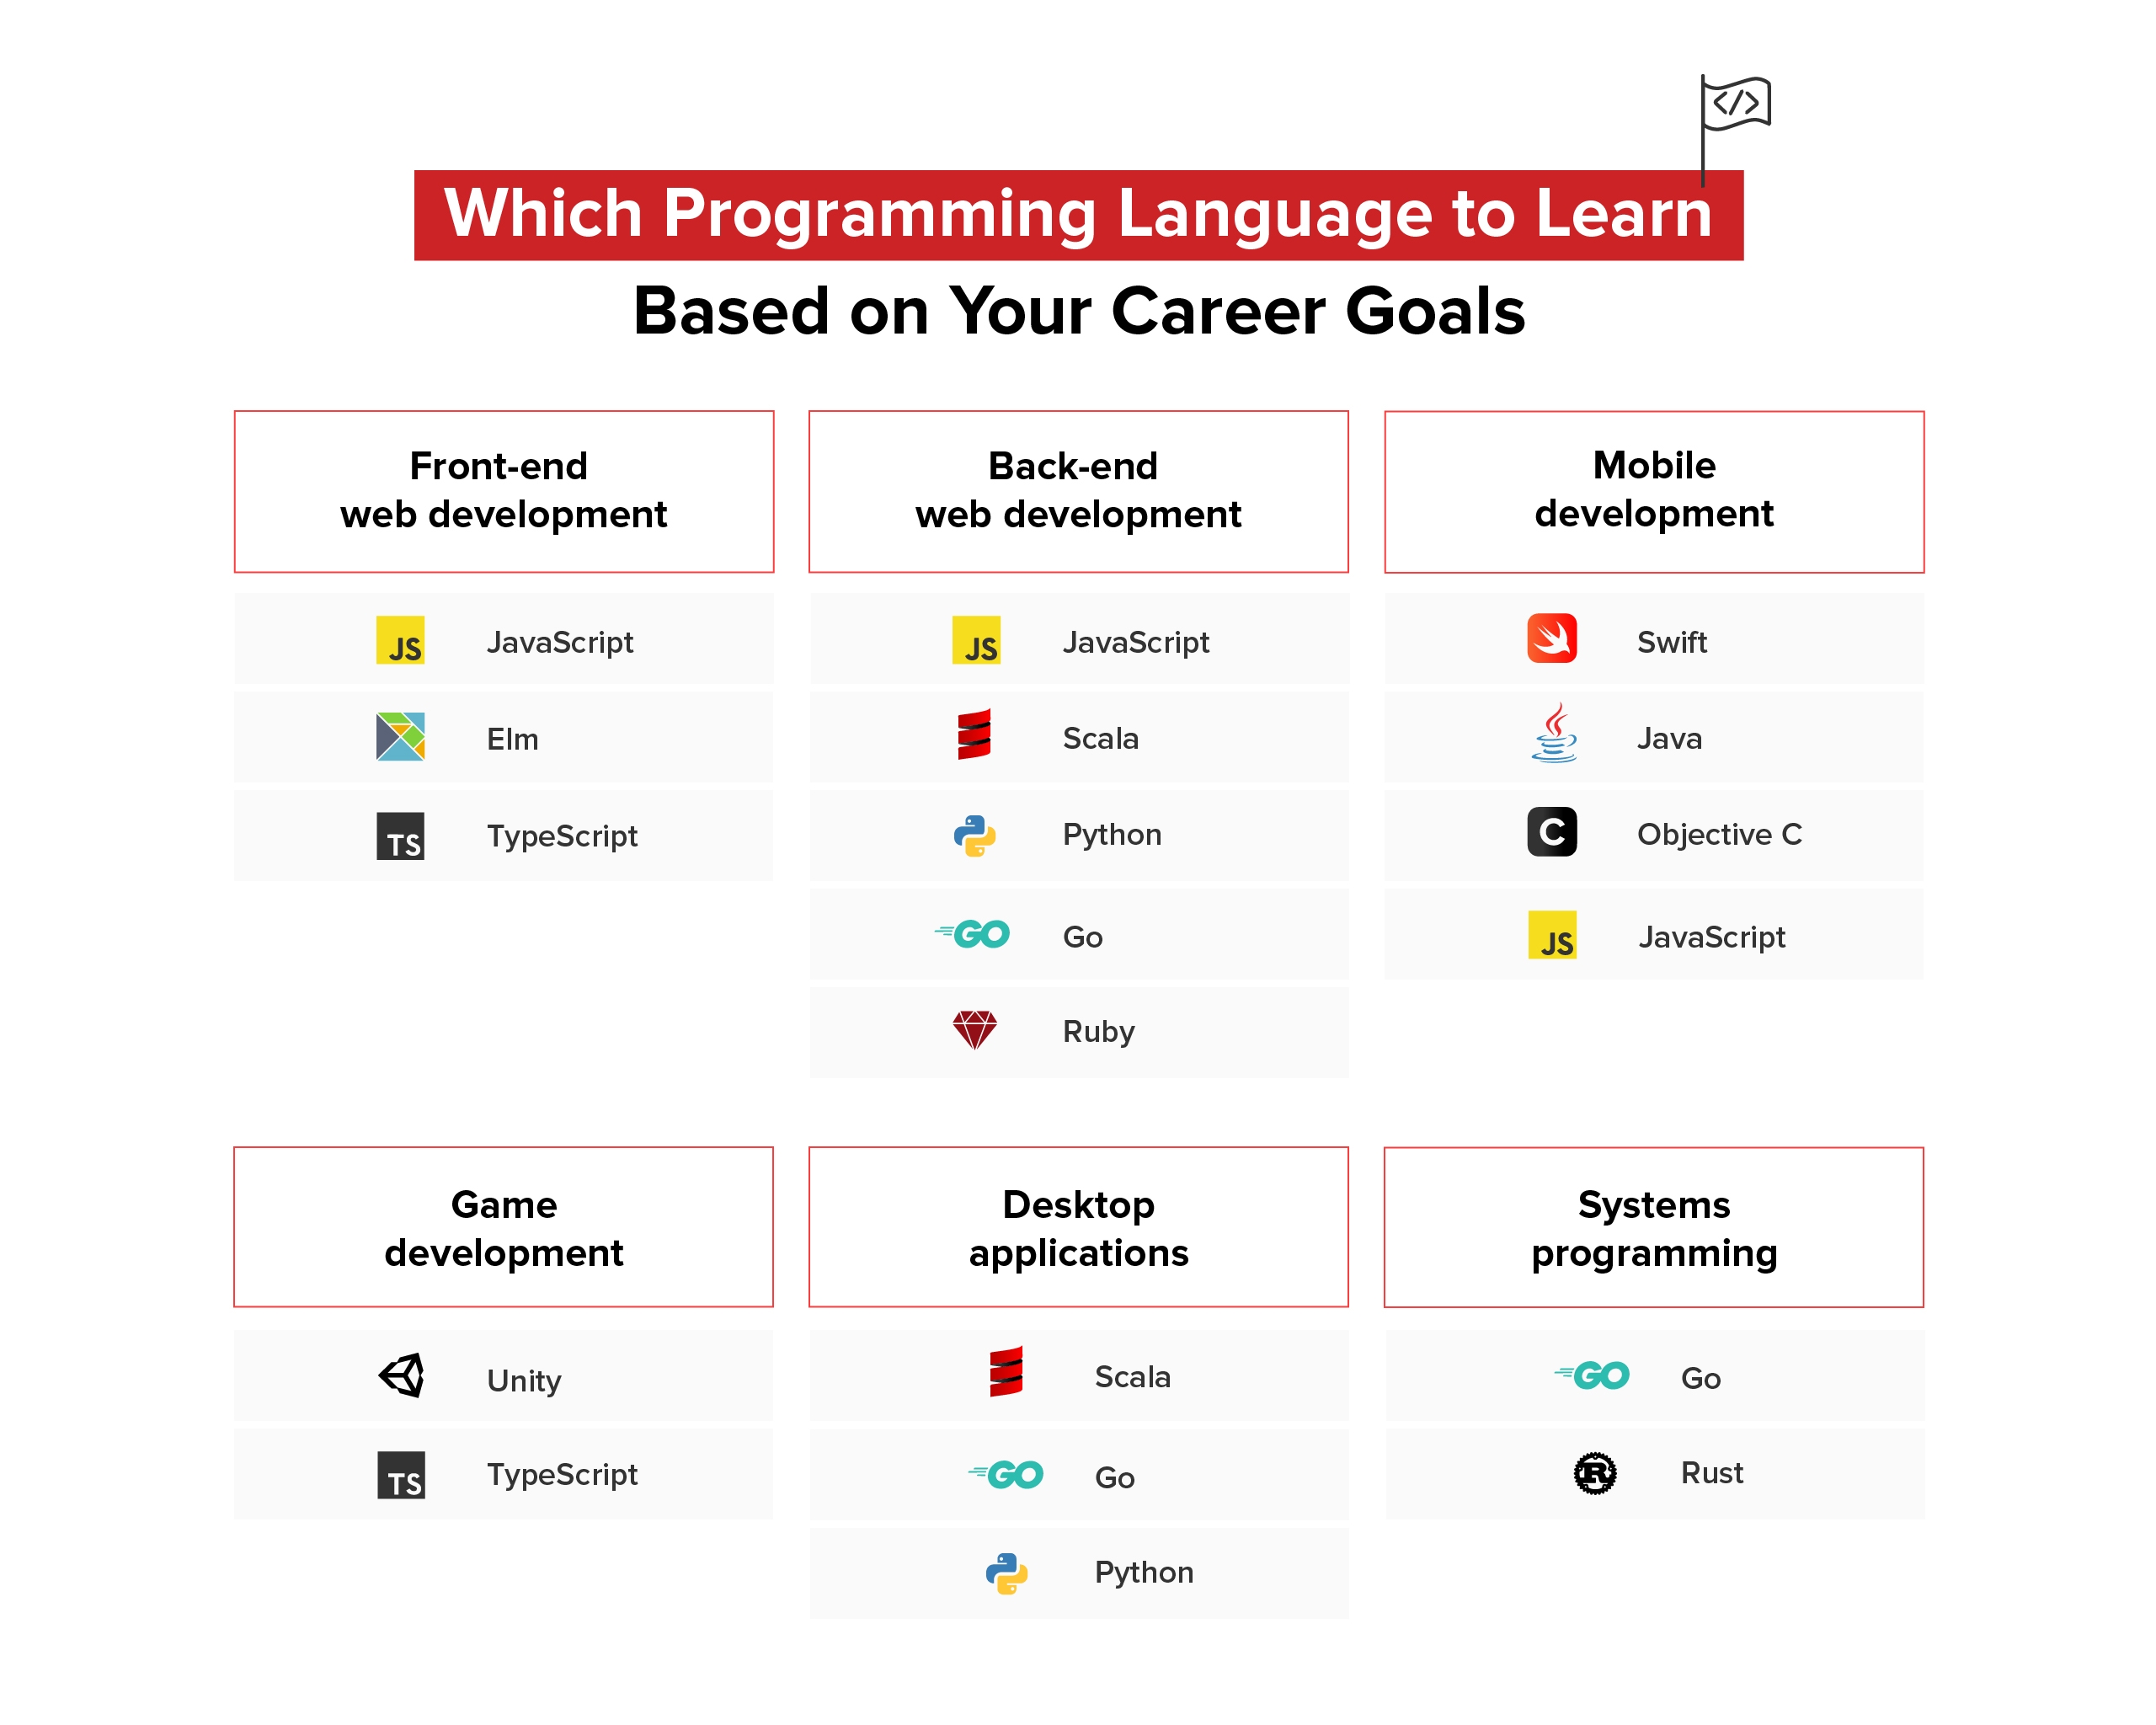 </>
Which Programming Language to Learn
Based on Your Career Goals
Front-end
web development
JS JavaScript
Elm
TS TypeScript
Back-end
web development
JS JavaScript
Scala
Python
GO Go
Ruby
Mobile
development
Swift
Java
C Objective C
JS JavaScript
Game
development
Unity
TS TypeScript
Desktop
applications
Scala
GO Go
Python
Systems
programming
GO Go
R Rust